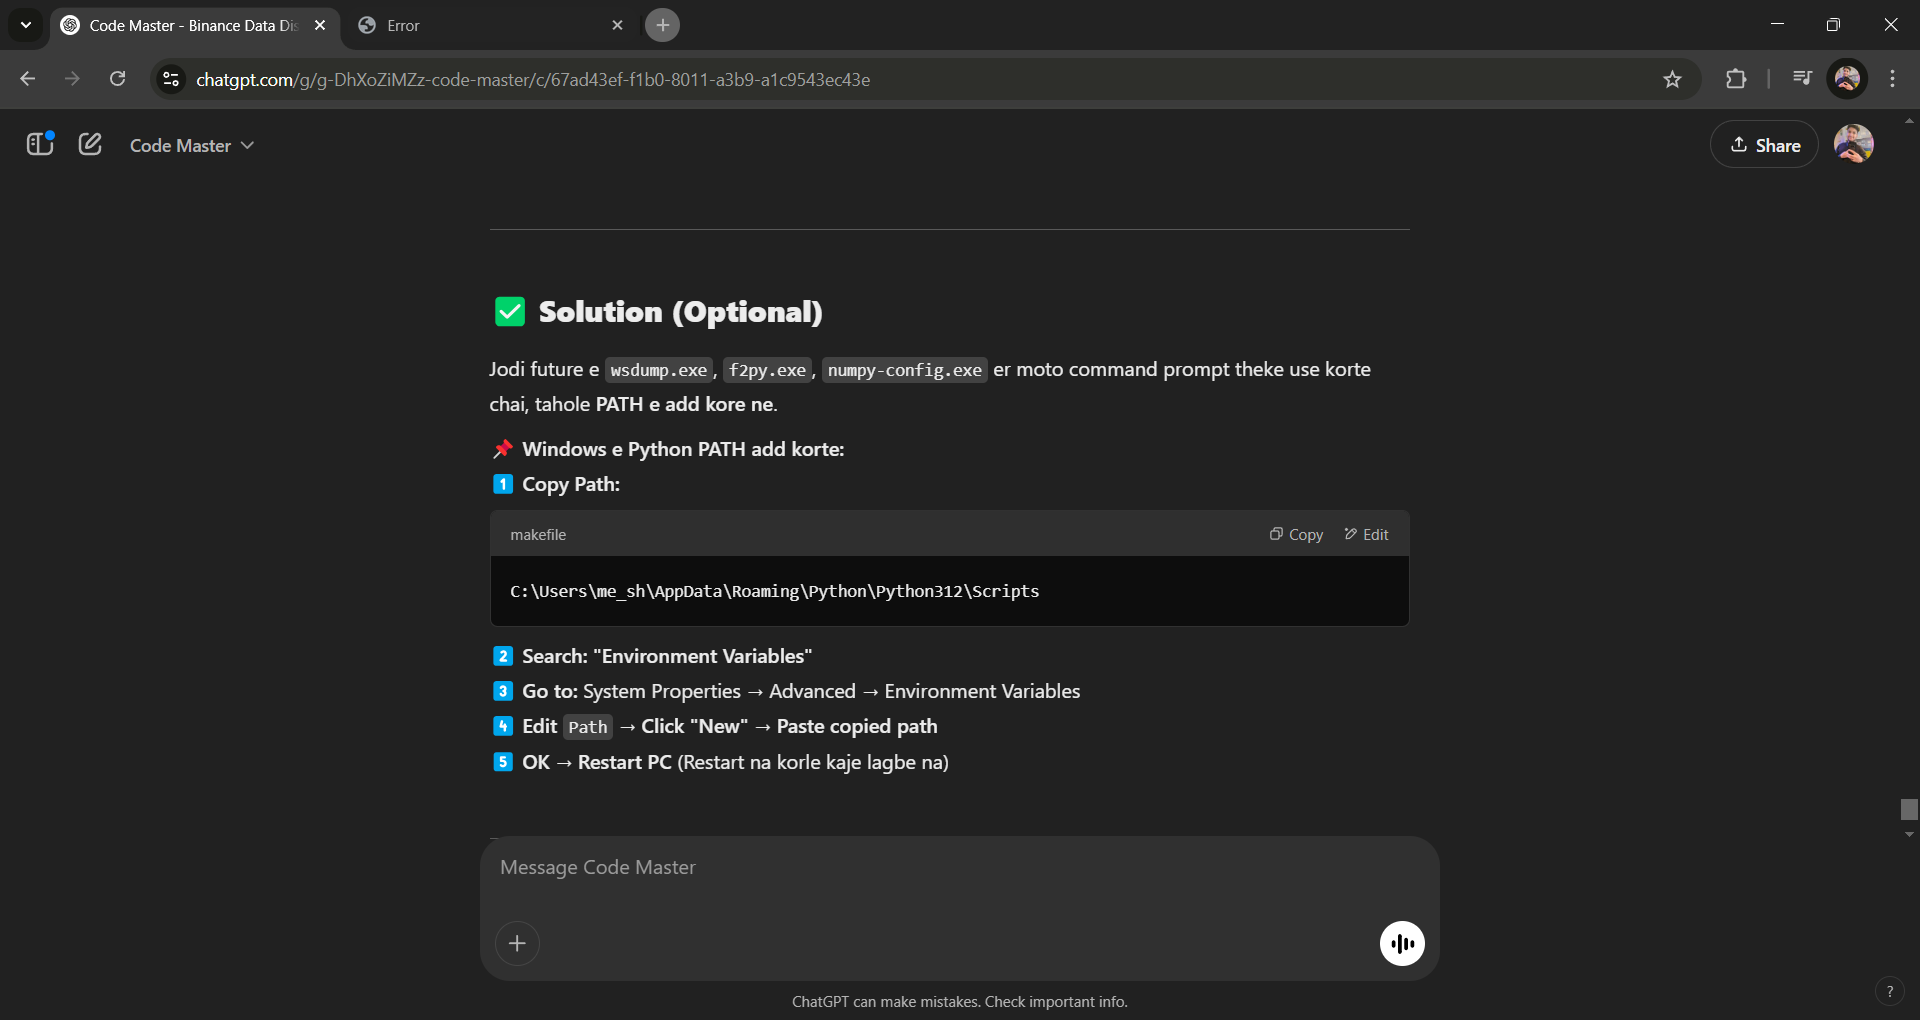 Code Master - Binance Data Dis
Error
chatgpt.com/g/g-DhXoZiMZz-code-master/c/67ad43ef-f1b0-8011-a3b9-a1c9543ec43e
Code Master
Share
Solution (Optional)
Jodi future e wsdump.exe, f2py.exe, numpy-config.exe er moto command prompt theke use korte
chai, tahole PATH e add kore ne.
Windows e Python PATH add korte:
1 Copy Path:
makefile
Copy
Edit
C:\Users\me_sh\AppData\Roaming\Python\Python312\Scripts
2 Search: "Environment Variables"
3 Go to: System Properties → Advanced → Environment Variables
4 Edit Path → Click "New" → Paste copied path
5 OK → Restart PC (Restart na korle kaje lagbe na)
Message Code Master
ChatGPT can make mistakes. Check important info.
?